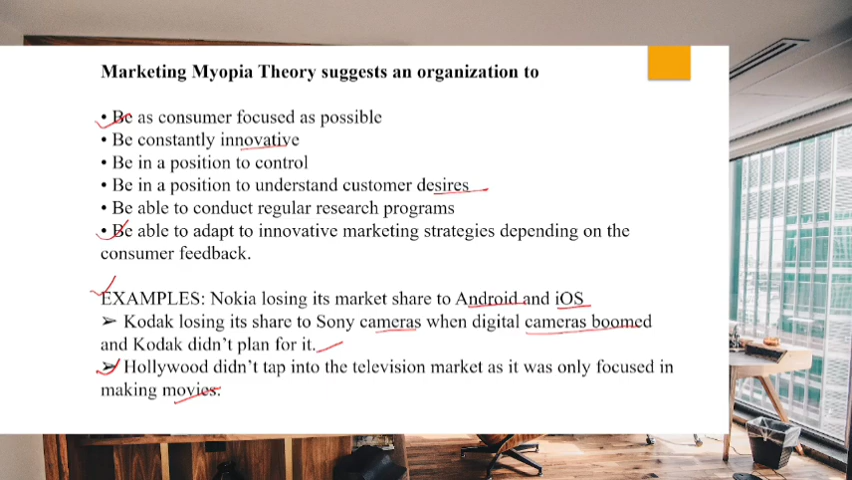 Marketing Myopia Theory suggests an organization to
• Be as consumer focused as possible
• Be constantly innovative
• Be in a position to control
• Be in a position to understand customer desires
• Be able to conduct regular research programs
• Be able to adapt to innovative marketing strategies depending on the
consumer feedback.
EXAMPLES: Nokia losing its market share to Android and iOS
➢ Kodak losing its share to Sony cameras when digital cameras boomed
and Kodak didn't plan for it.
➢ Hollywood didn't tap into the television market as it was only focused in
making movies.